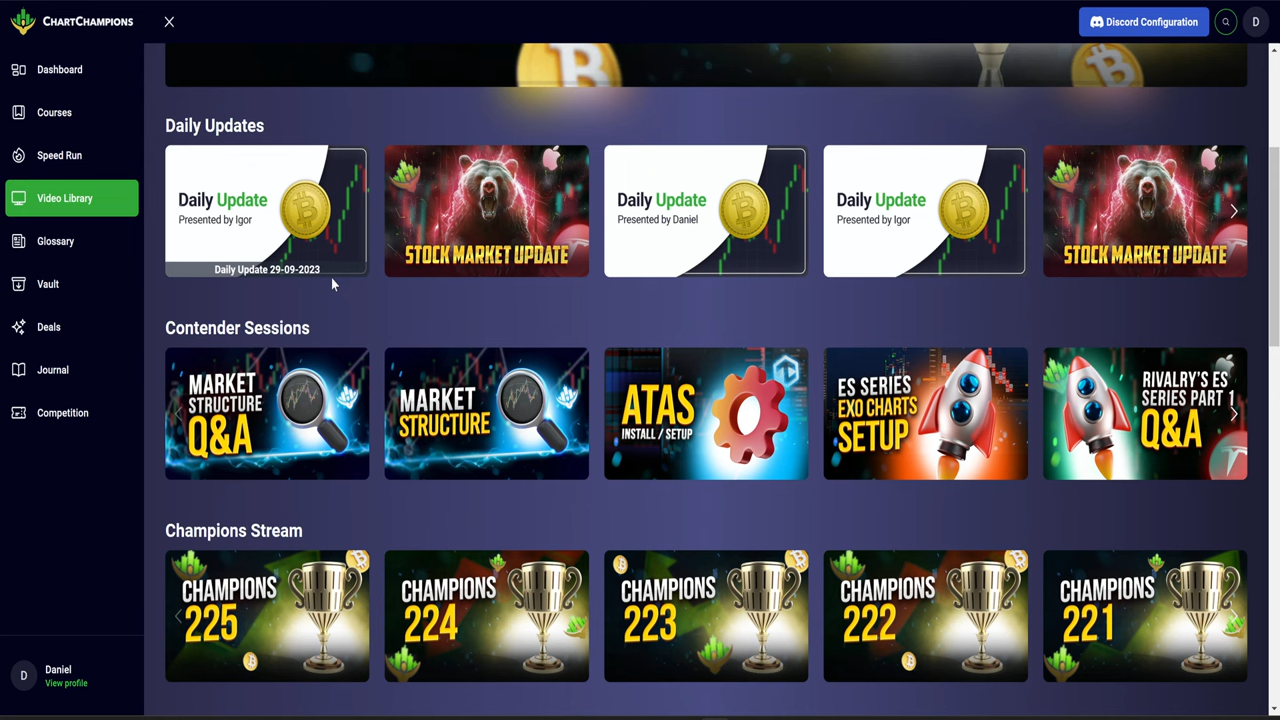 CHARTCHAMPIONS
Discord Configuration
D
Dashboard
Courses
Speed Run
Video Library
Glossary
Vault
Deals
Journal
Competition
D
Daniel
View profile
Daily Updates
Daily Update
Presented by Igor
Daily Update 29-09-2023
STOCK MARKET UPDATE
Daily Update
Presented by Daniel
Daily Update
Presented by Igor
STOCK MARKET UPDATE
Contender Sessions
MARKET
STRUCTURE
Q&A
MARKET
STRUCTURE
ATAS
INSTALL / SETUP
ES SERIES
EXO CHARTS
SETUP
RIVALRY'S ES
SERIES PART 1
Q&A
Champions Stream
CHAMPIONS
225
CHAMPIONS
224
CHAMPIONS
223
CHAMPIONS
222
CHAMPIONS
221